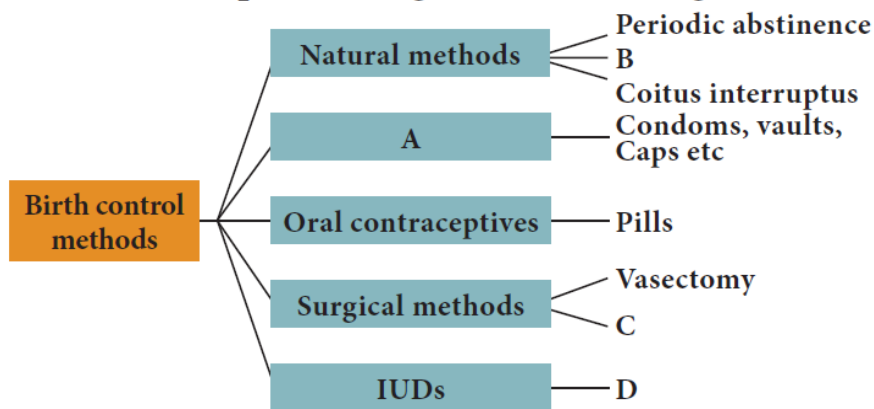 Periodic abstinence
Natural methods
B
Coitus interruptus
A
Condoms, vaults,
Caps etc
Birth control
methods
Oral contraceptives
Pills
Vasectomy
Surgical methods
C
IUDs
D